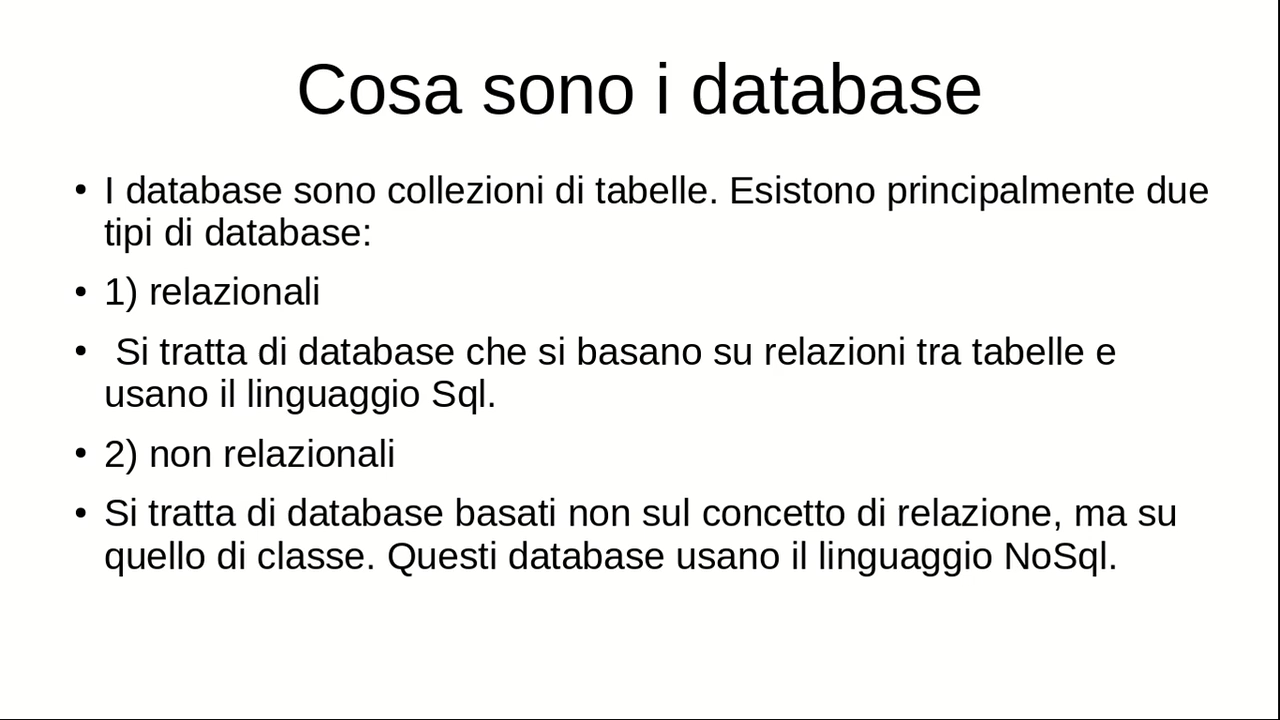 Cosa sono i database
• I database sono collezioni di tabelle. Esistono principalmente due
tipi di database:
• 1) relazionali
• Si tratta di database che si basano su relazioni tra tabelle e
usano il linguaggio Sql.
• 2) non relazionali
• Si tratta di database basati non sul concetto di relazione, ma su
quello di classe. Questi database usano il linguaggio NoSql.